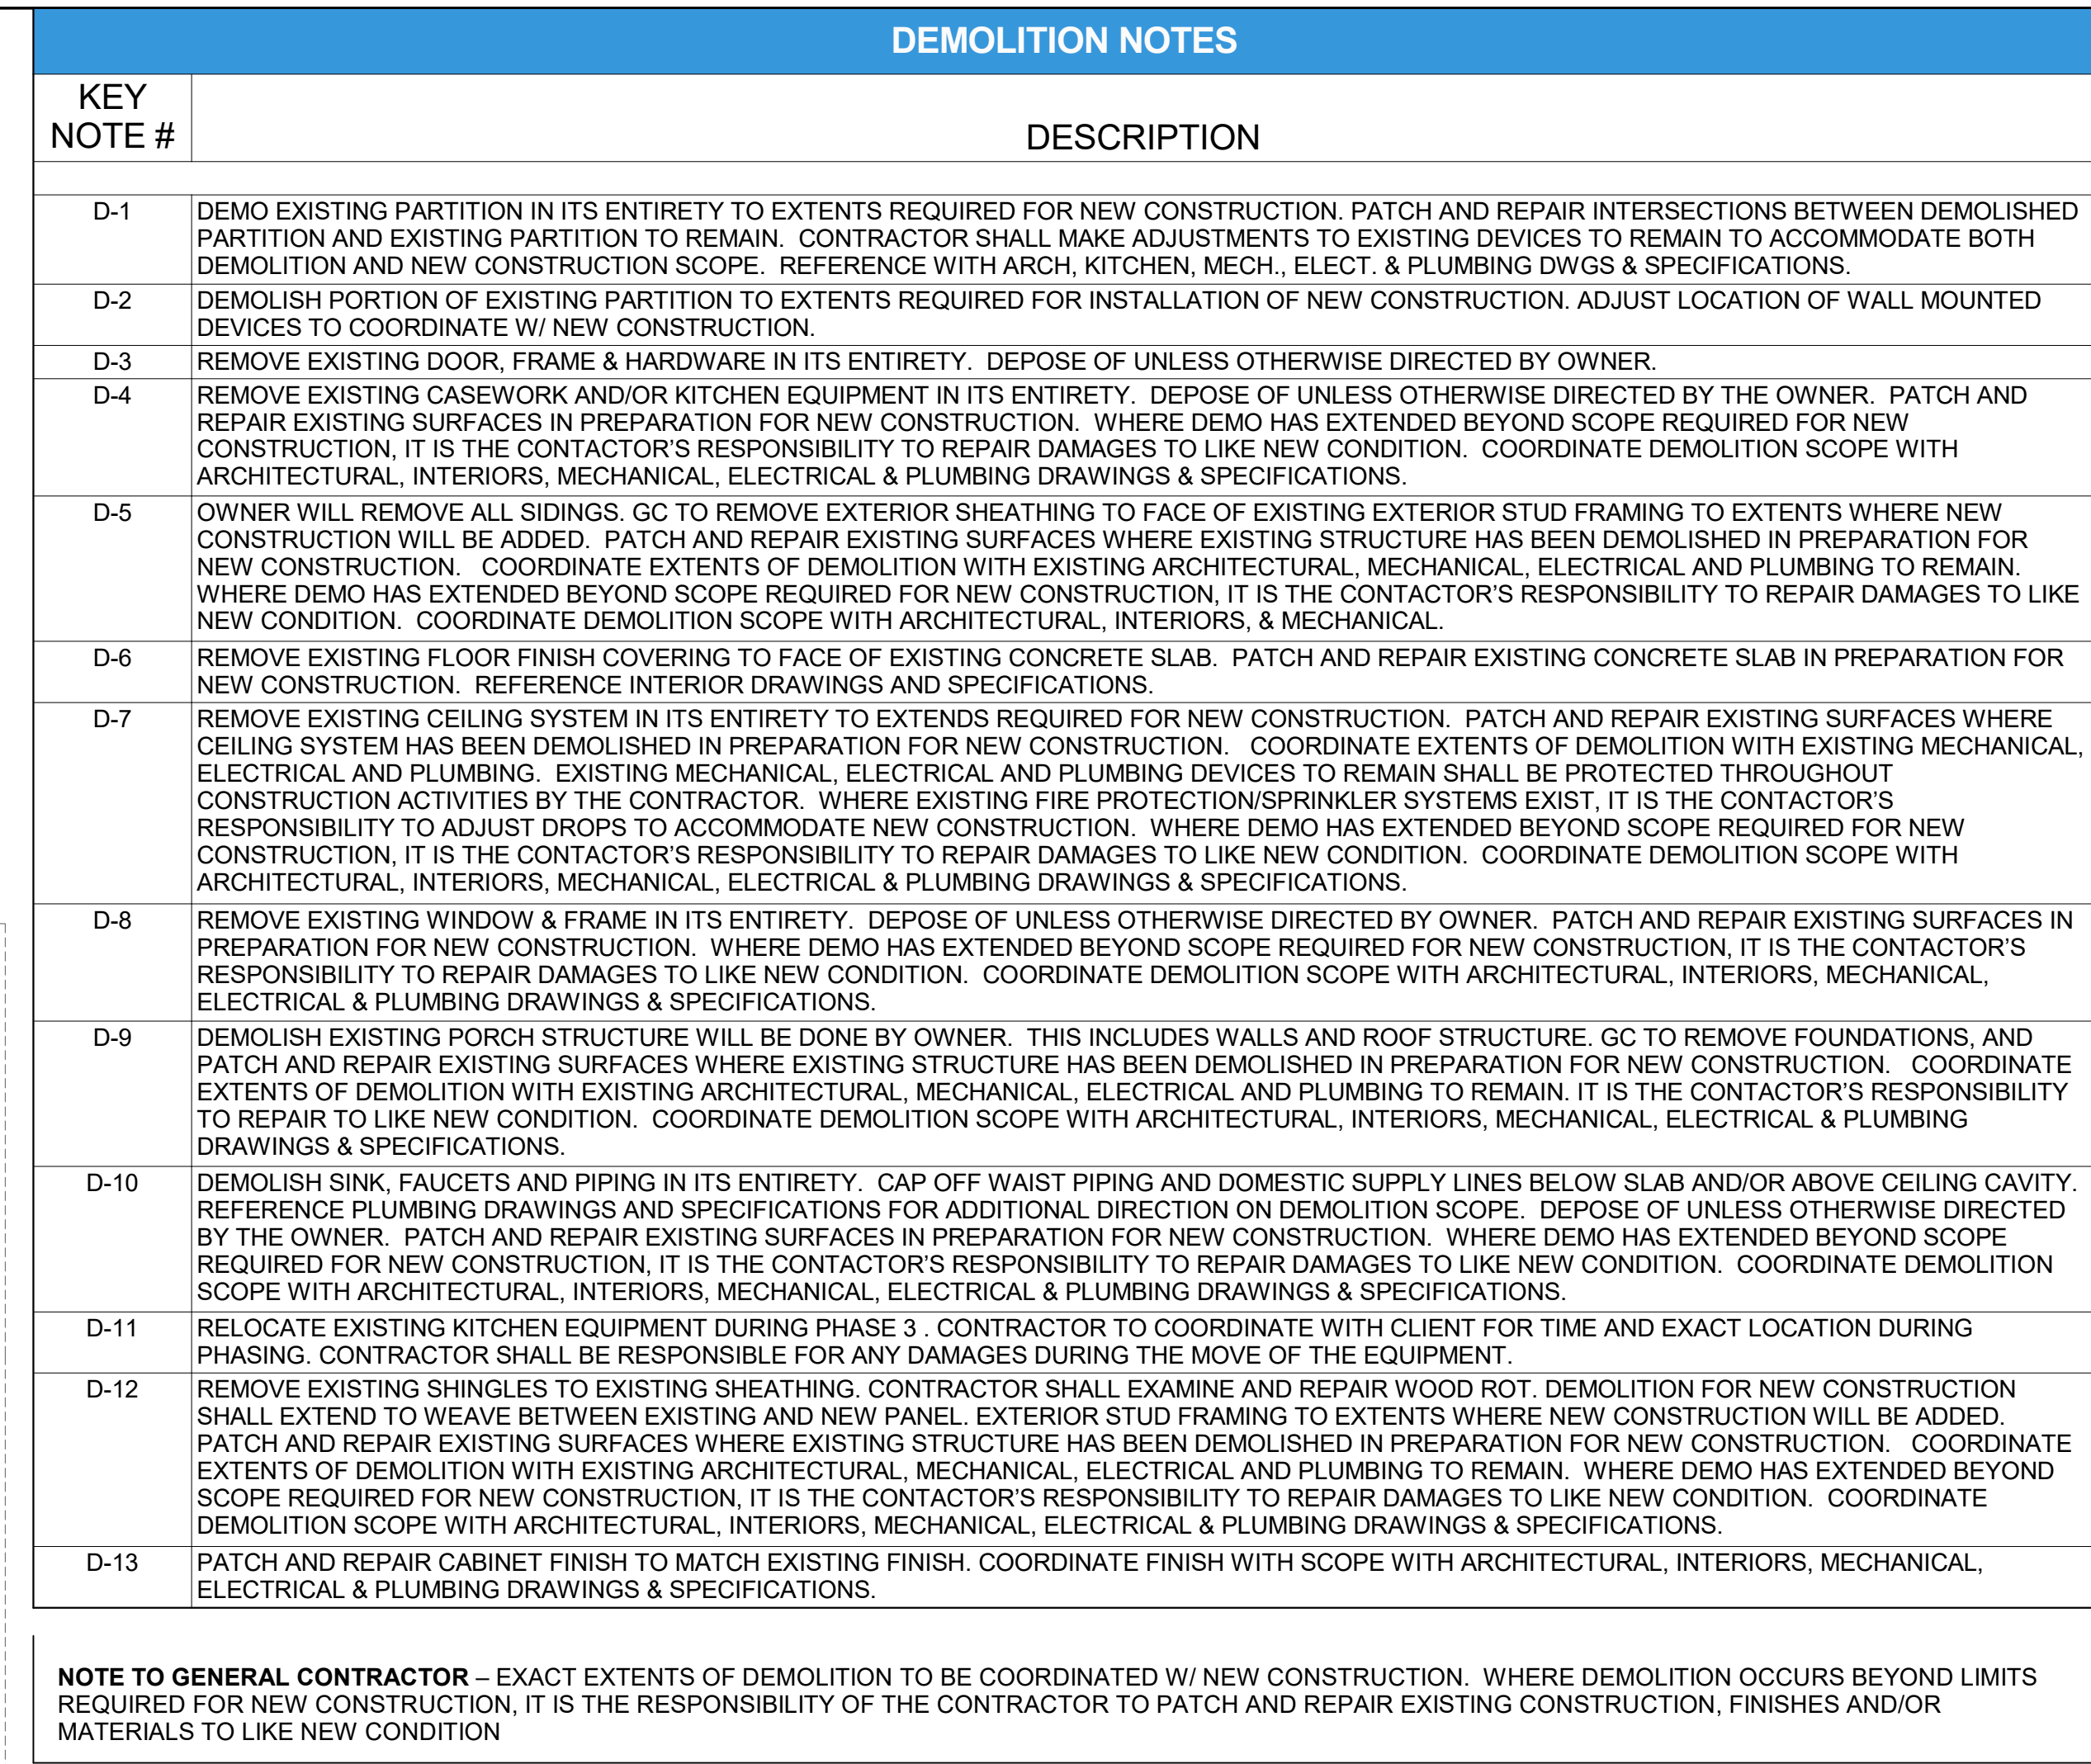 DEMOLITION NOTES
KEY
NOTE #
DESCRIPTION
D-1
DEMO EXISTING PARTITION IN ITS ENTIRETY TO EXTENTS REQUIRED FOR NEW CONSTRUCTION. PATCH AND REPAIR INTERSECTIONS BETWEEN DEMOLISHED
PARTITION AND EXISTING PARTITION TO REMAIN. CONTRACTOR SHALL MAKE ADJUSTMENTS TO EXISTING DEVICES TO REMAIN TO ACCOMMODATE BOTH
DEMOLITION AND NEW CONSTRUCTION SCOPE. REFERENCE WITH ARCH, KITCHEN, MECH., ELECT. & PLUMBING DWGS & SPECIFICATIONS.
D-2
DEMOLISH PORTION OF EXISTING PARTITION TO EXTENTS REQUIRED FOR INSTALLATION OF NEW CONSTRUCTION. ADJUST LOCATION OF WALL MOUNTED
DEVICES TO COORDINATE W/ NEW CONSTRUCTION.
D-3
REMOVE EXISTING DOOR, FRAME & HARDWARE IN ITS ENTIRETY. DEPOSE OF UNLESS OTHERWISE DIRECTED BY OWNER.
D-4
REMOVE EXISTING CASEWORK AND/OR KITCHEN EQUIPMENT IN ITS ENTIRETY. DEPOSE OF UNLESS OTHERWISE DIRECTED BY THE OWNER. PATCH AND
REPAIR EXISTING SURFACES IN PREPARATION FOR NEW CONSTRUCTION. WHERE DEMO HAS EXTENDED BEYOND SCOPE REQUIRED FOR NEW
CONSTRUCTION, IT IS THE CONTACTOR'S RESPONSIBILITY TO REPAIR DAMAGES TO LIKE NEW CONDITION. COORDINATE DEMOLITION SCOPE WITH
ARCHITECTURAL, INTERIORS, MECHANICAL, ELECTRICAL & PLUMBING DRAWINGS & SPECIFICATIONS.
D-5
OWNER WILL REMOVE ALL SIDINGS. GC TO REMOVE EXTERIOR SHEATHING TO FACE OF EXISTING EXTERIOR STUD FRAMING TO EXTENTS WHERE NEW
CONSTRUCTION WILL BE ADDED. PATCH AND REPAIR EXISTING SURFACES WHERE EXISTING STRUCTURE HAS BEEN DEMOLISHED IN PREPARATION FOR
NEW CONSTRUCTION. COORDINATE EXTENTS OF DEMOLITION WITH EXISTING ARCHITECTURAL, MECHANICAL, ELECTRICAL AND PLUMBING TO REMAIN.
WHERE DEMO HAS EXTENDED BEYOND SCOPE REQUIRED FOR NEW CONSTRUCTION, IT IS THE CONTACTOR'S RESPONSIBILITY TO REPAIR DAMAGES TO LIKE
NEW CONDITION. COORDINATE DEMOLITION SCOPE WITH ARCHITECTURAL, INTERIORS, & MECHANICAL.
D-6
REMOVE EXISTING FLOOR FINISH COVERING TO FACE OF EXISTING CONCRETE SLAB. PATCH AND REPAIR EXISTING CONCRETE SLAB IN PREPARATION FOR
NEW CONSTRUCTION. REFERENCE INTERIOR DRAWINGS AND SPECIFICATIONS.
D-7
REMOVE EXISTING CEILING SYSTEM IN ITS ENTIRETY TO EXTENDS REQUIRED FOR NEW CONSTRUCTION. PATCH AND REPAIR EXISTING SURFACES WHERE
CEILING SYSTEM HAS BEEN DEMOLISHED IN PREPARATION FOR NEW CONSTRUCTION. COORDINATE EXTENTS OF DEMOLITION WITH EXISTING MECHANICAL,
ELECTRICAL AND PLUMBING. EXISTING MECHANICAL, ELECTRICAL AND PLUMBING DEVICES TO REMAIN SHALL BE PROTECTED THROUGHOUT
CONSTRUCTION ACTIVITIES BY THE CONTRACTOR. WHERE EXISTING FIRE PROTECTION/SPRINKLER SYSTEMS EXIST, IT IS THE CONTACTOR'S
RESPONSIBILITY TO ADJUST DROPS TO ACCOMMODATE NEW CONSTRUCTION. WHERE DEMO HAS EXTENDED BEYOND SCOPE REQUIRED FOR NEW
CONSTRUCTION, IT IS THE CONTACTOR'S RESPONSIBILITY TO REPAIR DAMAGES TO LIKE NEW CONDITION. COORDINATE DEMOLITION SCOPE WITH
ARCHITECTURAL, INTERIORS, MECHANICAL, ELECTRICAL & PLUMBING DRAWINGS & SPECIFICATIONS.
D-8
REMOVE EXISTING WINDOW & FRAME IN ITS ENTIRETY. DEPOSE OF UNLESS OTHERWISE DIRECTED BY OWNER. PATCH AND REPAIR EXISTING SURFACES IN
PREPARATION FOR NEW CONSTRUCTION. WHERE DEMO HAS EXTENDED BEYOND SCOPE REQUIRED FOR NEW CONSTRUCTION, IT IS THE CONTACTOR'S
RESPONSIBILITY TO REPAIR DAMAGES TO LIKE NEW CONDITION. COORDINATE DEMOLITION SCOPE WITH ARCHITECTURAL, INTERIORS, MECHANICAL,
ELECTRICAL & PLUMBING DRAWINGS & SPECIFICATIONS.
D-9
DEMOLISH EXISTING PORCH STRUCTURE WILL BE DONE BY OWNER. THIS INCLUDES WALLS AND ROOF STRUCTURE. GC TO REMOVE FOUNDATIONS, AND
PATCH AND REPAIR EXISTING SURFACES WHERE EXISTING STRUCTURE HAS BEEN DEMOLISHED IN PREPARATION FOR NEW CONSTRUCTION. COORDINATE
EXTENTS OF DEMOLITION WITH EXISTING ARCHITECTURAL, MECHANICAL, ELECTRICAL AND PLUMBING TO REMAIN. IT IS THE CONTACTOR'S RESPONSIBILITY
TO REPAIR TO LIKE NEW CONDITION. COORDINATE DEMOLITION SCOPE WITH ARCHITECTURAL, INTERIORS, MECHANICAL, ELECTRICAL & PLUMBING
DRAWINGS & SPECIFICATIONS.
D-10
DEMOLISH SINK, FAUCETS AND PIPING IN ITS ENTIRETY. CAP OFF WAIST PIPING AND DOMESTIC SUPPLY LINES BELOW SLAB AND/OR ABOVE CEILING CAVITY.
REFERENCE PLUMBING DRAWINGS AND SPECIFICATIONS FOR ADDITIONAL DIRECTION ON DEMOLITION SCOPE. DEPOSE OF UNLESS OTHERWISE DIRECTED
BY THE OWNER. PATCH AND REPAIR EXISTING SURFACES IN PREPARATION FOR NEW CONSTRUCTION. WHERE DEMO HAS EXTENDED BEYOND SCOPE
REQUIRED FOR NEW CONSTRUCTION, IT IS THE CONTACTOR'S RESPONSIBILITY TO REPAIR DAMAGES TO LIKE NEW CONDITION. COORDINATE DEMOLITION
SCOPE WITH ARCHITECTURAL, INTERIORS, MECHANICAL, ELECTRICAL & PLUMBING DRAWINGS & SPECIFICATIONS.
D-11
RELOCATE EXISTING KITCHEN EQUIPMENT DURING PHASE 3 . CONTRACTOR TO COORDINATE WITH CLIENT FOR TIME AND EXACT LOCATION DURING
PHASING. CONTRACTOR SHALL BE RESPONSIBLE FOR ANY DAMAGES DURING THE MOVE OF THE EQUIPMENT.
D-12
REMOVE EXISTING SHINGLES TO EXISTING SHEATHING. CONTRACTOR SHALL EXAMINE AND REPAIR WOOD ROT. DEMOLITION FOR NEW CONSTRUCTION
SHALL EXTEND TO WEAVE BETWEEN EXISTING AND NEW PANEL. EXTERIOR STUD FRAMING TO EXTENTS WHERE NEW CONSTRUCTION WILL BE ADDED.
PATCH AND REPAIR EXISTING SURFACES WHERE EXISTING STRUCTURE HAS BEEN DEMOLISHED IN PREPARATION FOR NEW CONSTRUCTION. COORDINATE
EXTENTS OF DEMOLITION WITH EXISTING ARCHITECTURAL, MECHANICAL, ELECTRICAL AND PLUMBING TO REMAIN. WHERE DEMO HAS EXTENDED BEYOND
SCOPE REQUIRED FOR NEW CONSTRUCTION, IT IS THE CONTACTOR'S RESPONSIBILITY TO REPAIR DAMAGES TO LIKE NEW CONDITION. COORDINATE
DEMOLITION SCOPE WITH ARCHITECTURAL, INTERIORS, MECHANICAL, ELECTRICAL & PLUMBING DRAWINGS & SPECIFICATIONS.
D-13
PATCH AND REPAIR CABINET FINISH TO MATCH EXISTING FINISH. COORDINATE FINISH WITH SCOPE WITH ARCHITECTURAL, INTERIORS, MECHANICAL,
ELECTRICAL & PLUMBING DRAWINGS & SPECIFICATIONS.
NOTE TO GENERAL CONTRACTOR – EXACT EXTENTS OF DEMOLITION TO BE COORDINATED W/ NEW CONSTRUCTION. WHERE DEMOLITION OCCURS BEYOND LIMITS
REQUIRED FOR NEW CONSTRUCTION, IT IS THE RESPONSIBILITY OF THE CONTRACTOR TO PATCH AND REPAIR EXISTING CONSTRUCTION, FINISHES AND/OR
MATERIALS TO LIKE NEW CONDITION